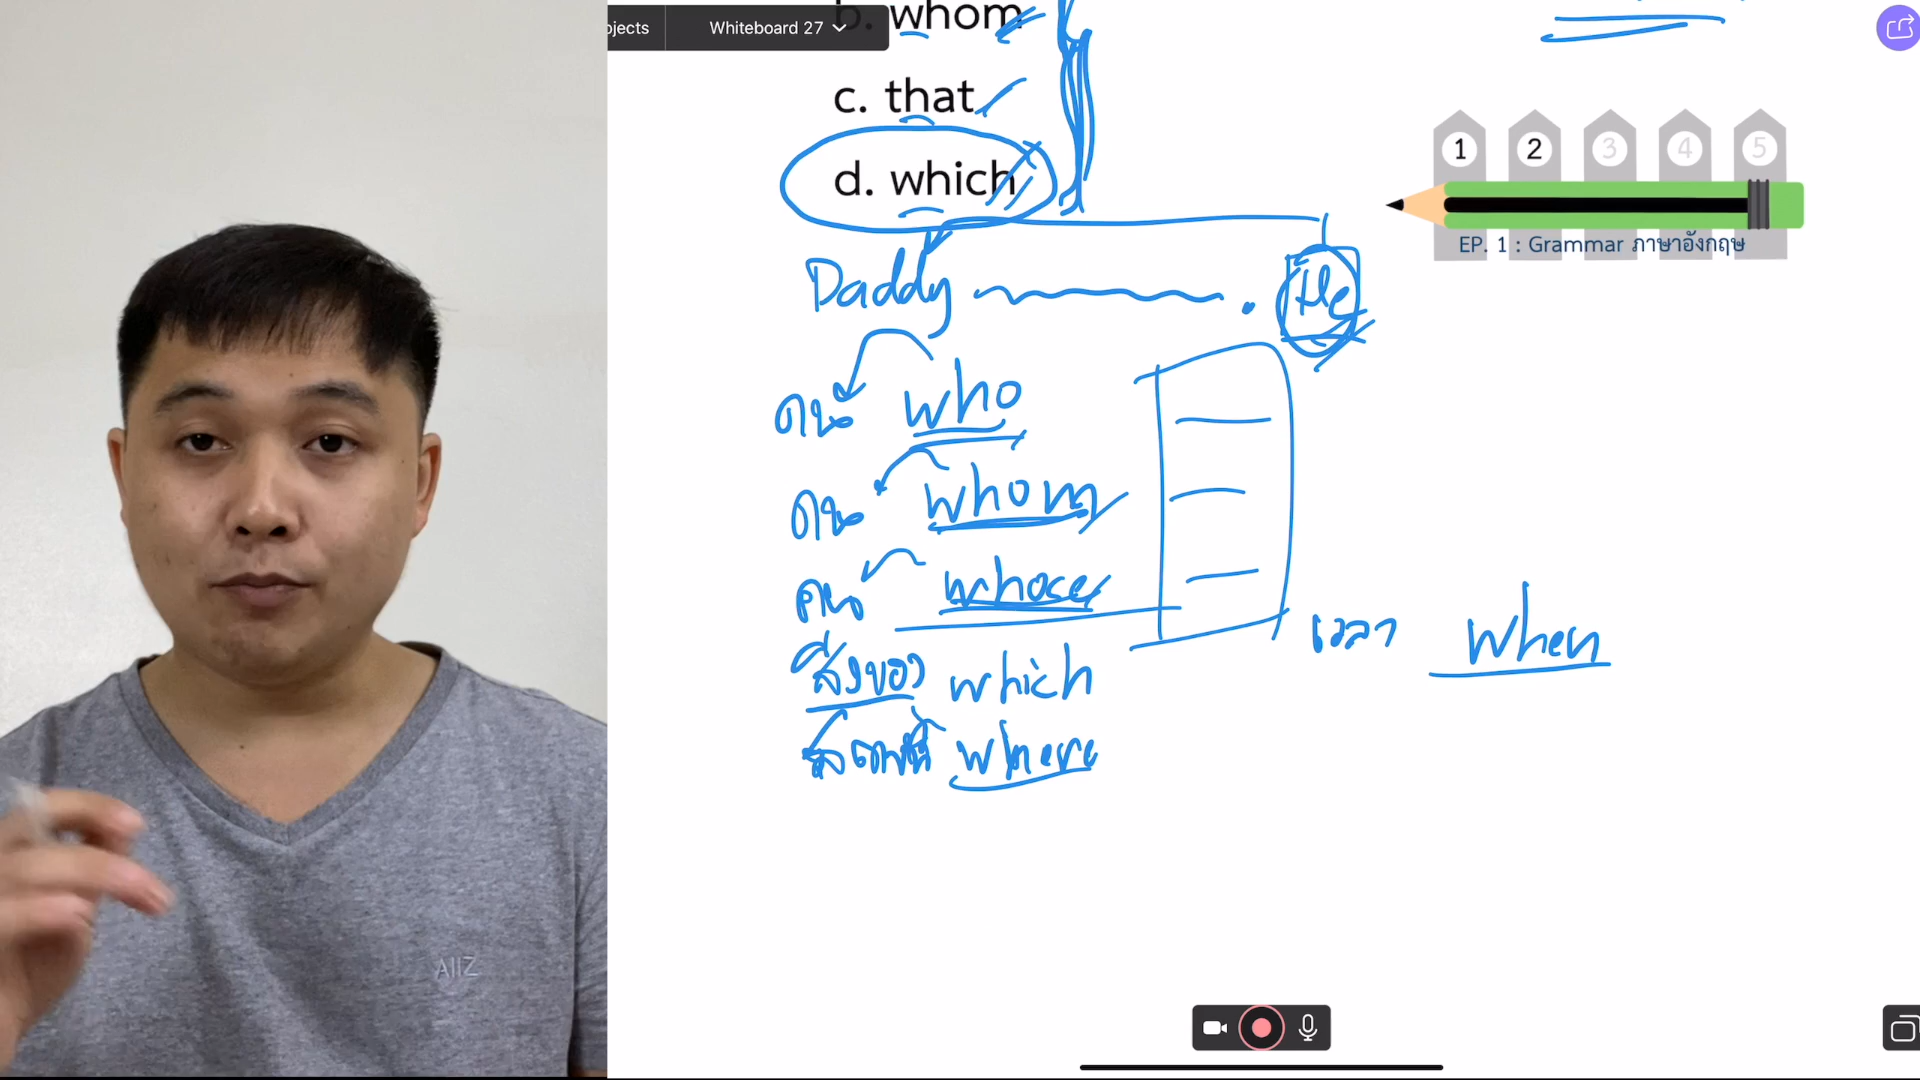 ojects
Whiteboard 27
b. whom
c. that
d. which
1 2 3 4 5
EP. 1 : Grammar ภาษาอังกฤษ
Daddy . He
คน who
คน whom
คน whose
สิ่งของ which
เวลา when
สถานที่ where
AIIZ